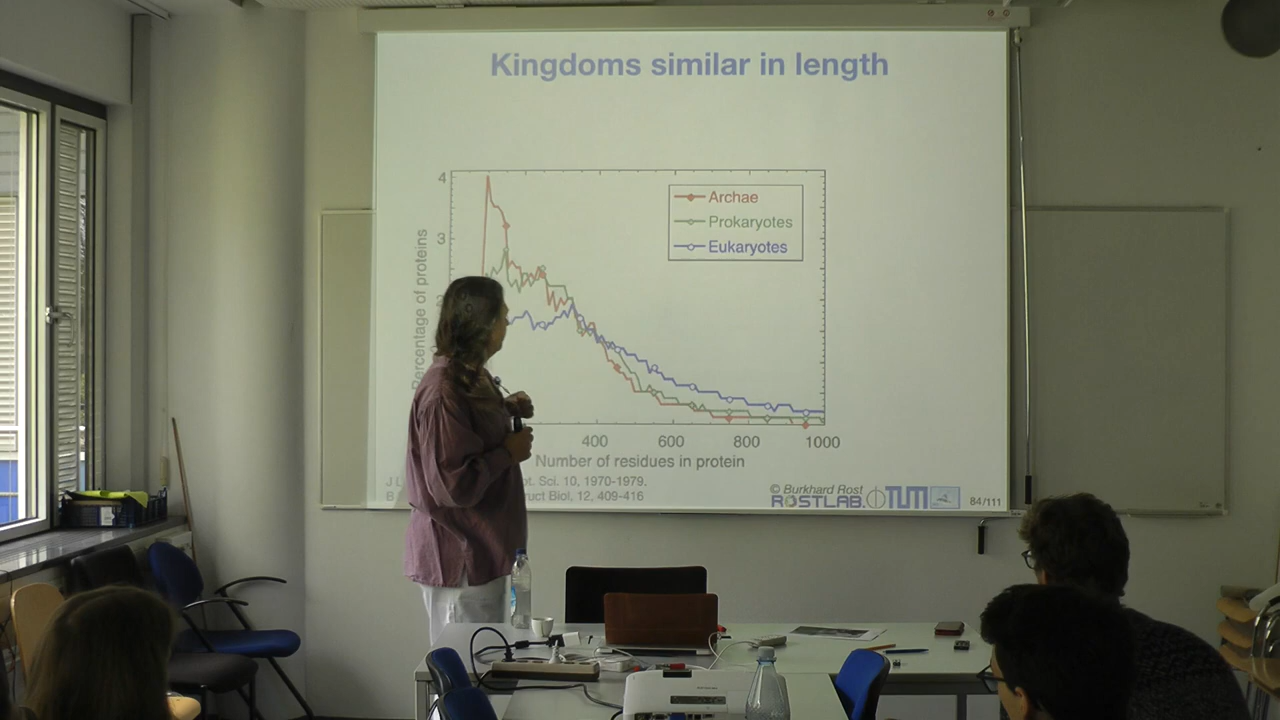 Kingdoms similar in length
4
3
Percentage of proteins
Archae
Prokaryotes
Eukaryotes
400 600 800 1000
Number of residues in protein
J L pt. Sci. 10, 1970-1979.
B ruct Biol, 12, 409-416
© Burkhard Rost
ROSTLAB.
TUM
84/111